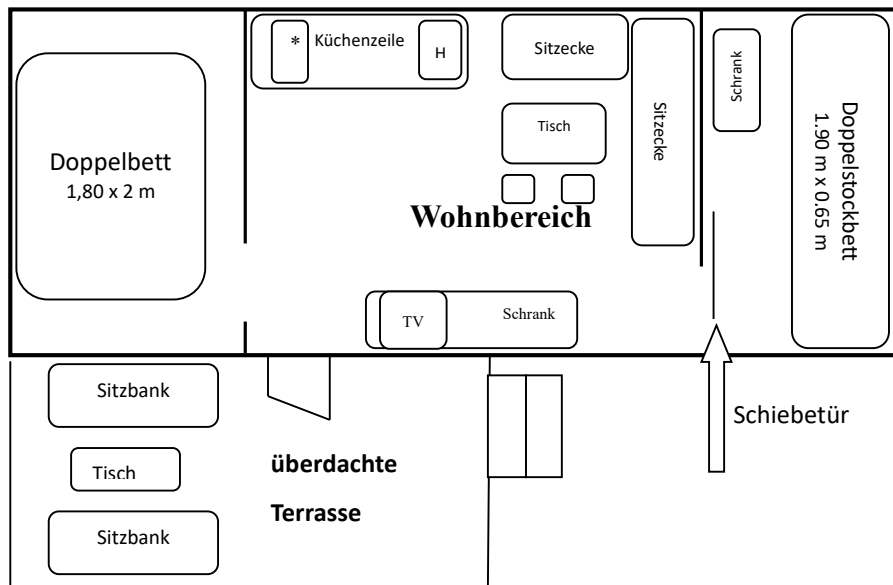 * Küchenzeile
H
Sitzecke
Schrank
Doppelbett
1,80 x 2 m
Tisch
Sitzecke
Doppelstockbett
1.90 m x 0.65 m
Wohnbereich
TV
Schrank
Sitzbank
Schiebetür
Tisch
überdachte
Terrasse
Sitzbank